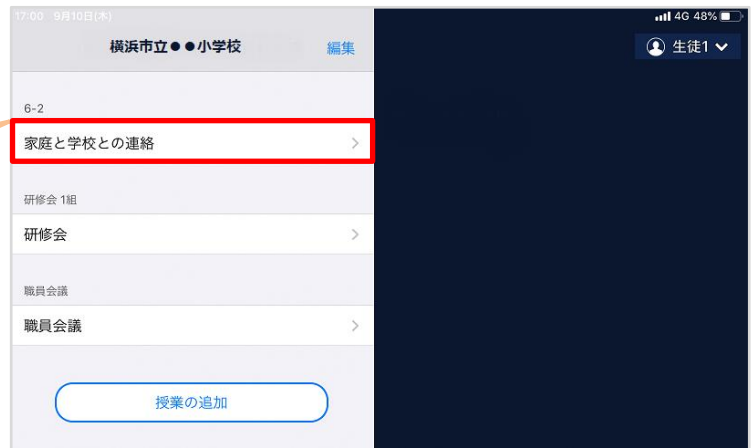 17:00 9月10日(木)
4G 48%
横浜市立●●小学校
編集
生徒1
6-2
家庭と学校との連絡
研修会 1組
研修会
職員会議
職員会議
授業の追加